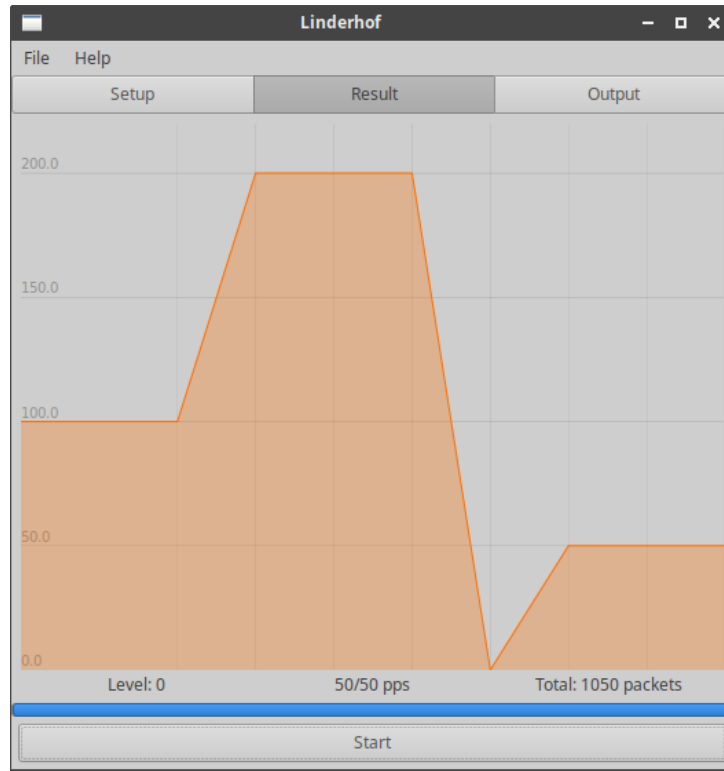 Linderhof
File Help
Setup Result Output
200.0
150.0
100.0
50.0
0.0
Level: 0 50/50 pps Total: 1050 packets
Start